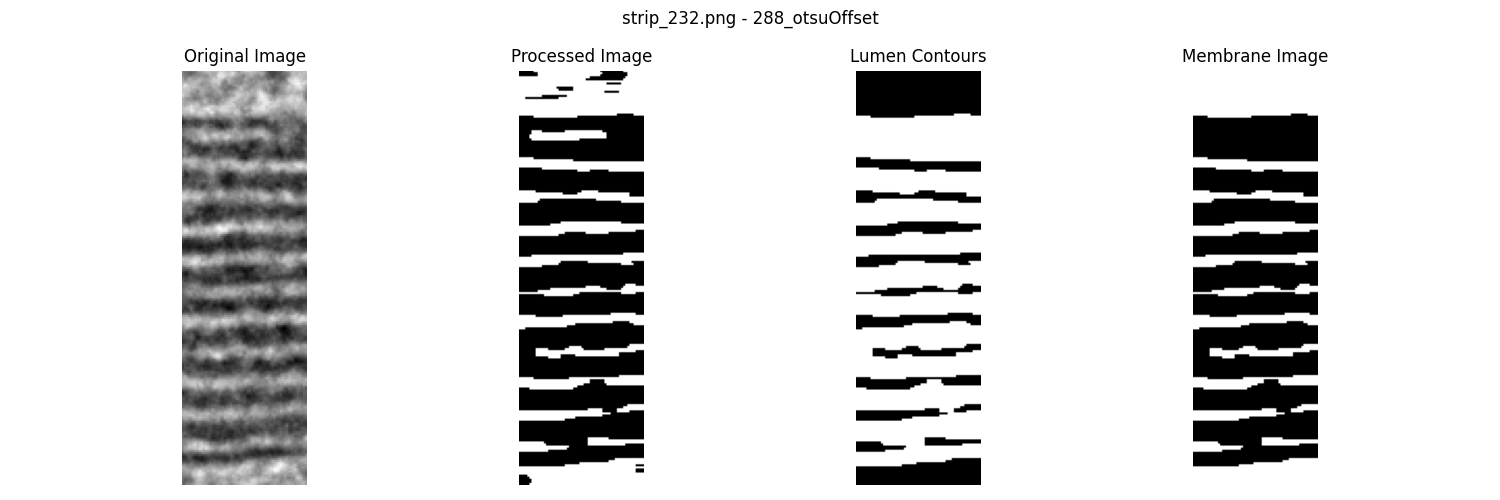 strip_232.png - 288_otsuOffset
Original Image
Processed Image
Lumen Contours
Membrane Image